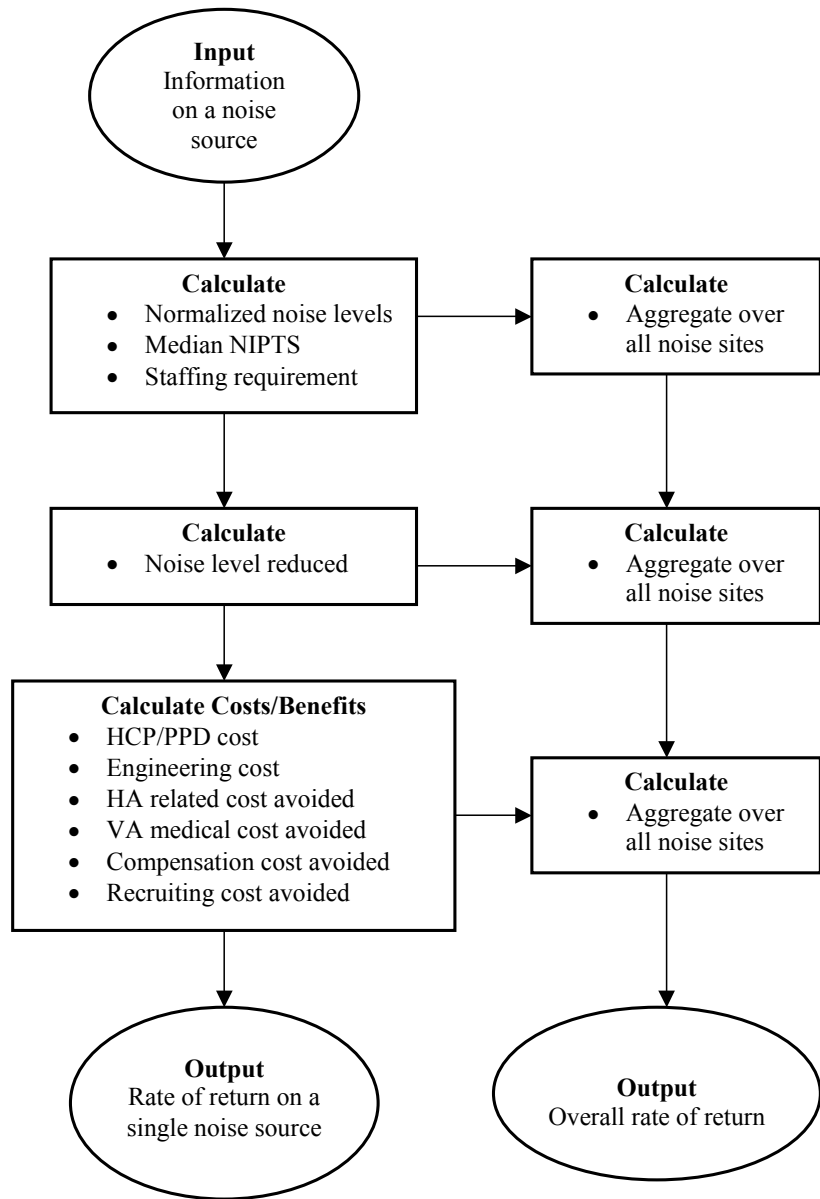 Input
Information
on a noise
source
Calculate
• Normalized noise levels
• Median NIPTS
• Staffing requirement
Calculate
• Aggregate over
all noise sites
Calculate
• Noise level reduced
Calculate
• Aggregate over
all noise sites
Calculate Costs/Benefits
• HCP/PPD cost
• Engineering cost
• HA related cost avoided
• VA medical cost avoided
• Compensation cost avoided
• Recruiting cost avoided
Calculate
• Aggregate over
all noise sites
Output
Rate of return on a
single noise source
Output
Overall rate of return